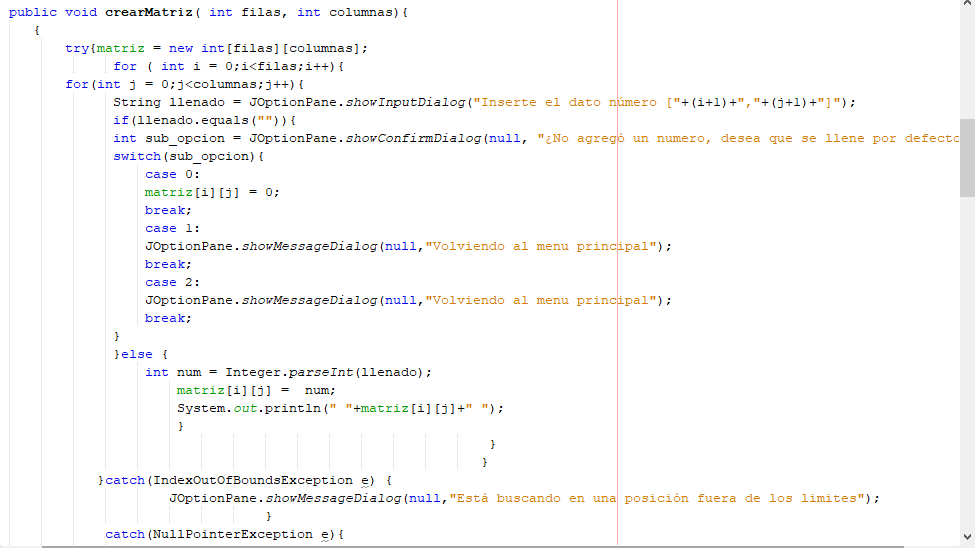 public void crearMatriz( int filas, int columnas){
{
try{matriz = new int[filas][columnas];
for ( int i = 0;i<filas;i++){
for(int j = 0;j<columnas;j++){
String llenado = JOptionPane.showInputDialog("Inserte el dato número ["+(i+1)+","+(j+1)+"]");
if(llenado.equals("")){
int sub_opcion = JOptionPane.showConfirmDialog(null, "¿No agregó un numero, desea que se llene por defecto
switch(sub_opcion){
case 0:
matriz[i][j] = 0;
break;
case 1:
JOptionPane.showMessageDialog(null,"Volviendo al menu principal");
break;
case 2:
JOptionPane.showMessageDialog(null,"Volviendo al menu principal");
break;
}
}else {
int num = Integer.parseInt(llenado);
matriz[i][j] =  num;
System.out.println(" "+matriz[i][j]+" ");
}
}
}
}catch(IndexOutOfBoundsException e) {
JOptionPane.showMessageDialog(null,"Está buscando en una posición fuera de los limites");
}
catch(NullPointerException e){